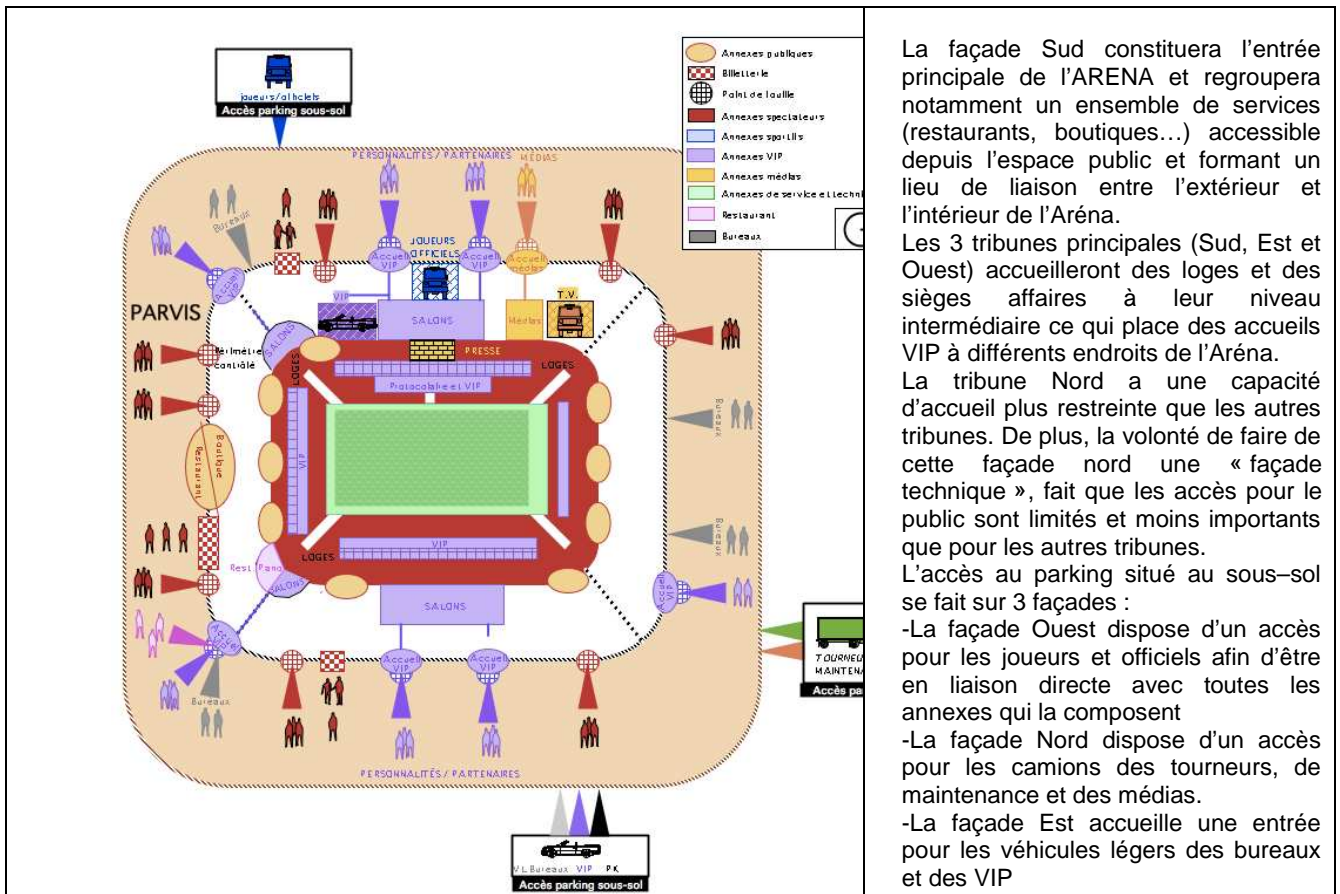 joueurs/athlètes
Accès parking sous-sol
Annexes publiques
Billetterie
Point de fouille
Annexes spectateurs
Annexes sportifs
Annexes VIP
Annexes médias
Annexes de service et techni
Restaurant
Bureaux
PERSONNALITÉS / PARTENAIRES
MÉDIAS
Bureaux
JOUEURS
OFFICIELS
Accueil
VIP
Accueil
VIP
Accueil
VIP
Accueil
médias
PARVIS
VIP
T.V.
SALONS
Médias
SALONS
Périmètre
contrôlé
LOGES
PRESSE
LOGES
Protocolaire et VIP
Bureaux
VIP
Boutique
Restaurant
Bureaux
VIP
LOGES
Rest. Pano
SALONS
SALONS
Accueil
VIP
Accueil
VIP
Accueil
VIP
Bureaux
TOURNEU
MAINTENA
Accès pa
PERSONNALITÉS / PARTENAIRES
V.L. Bureaux VIP PK
Accès parking sous-sol
La façade Sud constituera l’entrée
principale de l’ARENA et regroupera
notamment un ensemble de services
(restaurants, boutiques…) accessible
depuis l’espace public et formant un
lieu de liaison entre l’extérieur et
l’intérieur de l’Aréna.
Les 3 tribunes principales (Sud, Est et
Ouest) accueilleront des loges et des
sièges affaires à leur niveau
intermédiaire ce qui place des accueils
VIP à différents endroits de l’Aréna.
La tribune Nord a une capacité
d’accueil plus restreinte que les autres
tribunes. De plus, la volonté de faire de
cette façade nord une « façade
technique », fait que les accès pour le
public sont limités et moins importants
que pour les autres tribunes.
L’accès au parking situé au sous–sol
se fait sur 3 façades :
-La façade Ouest dispose d’un accès
pour les joueurs et officiels afin d’être
en liaison directe avec toutes les
annexes qui la composent
-La façade Nord dispose d’un accès
pour les camions des tourneurs, de
maintenance et des médias.
-La façade Est accueille une entrée
pour les véhicules légers des bureaux
et des VIP